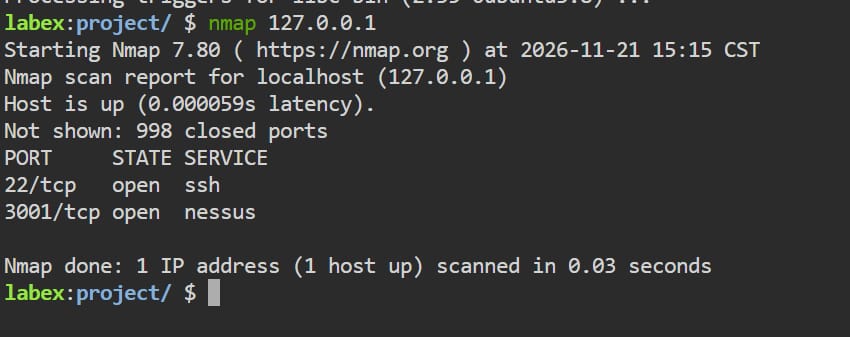 labex:project/ $ nmap 127.0.0.1
Starting Nmap 7.80 ( https://nmap.org ) at 2026-11-21 15:15 CST
Nmap scan report for localhost (127.0.0.1)
Host is up (0.000059s latency).
Not shown: 998 closed ports
PORT     STATE SERVICE
22/tcp   open  ssh
3001/tcp open  nessus
Nmap done: 1 IP address (1 host up) scanned in 0.03 seconds
labex:project/ $